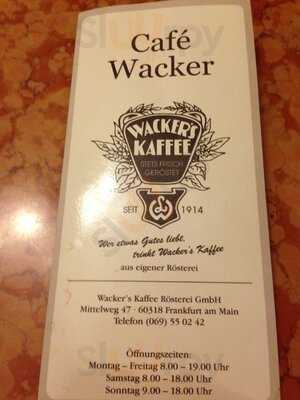 Café
Wacker
WACKER'S
KAFFEE
STETS FRISCH
GERÖSTET
SEIT 1914
Wer etwas Gutes liebt,
trinkt Wacker's Kaffee
aus eigener Rösterei
Wacker's Kaffee Rösterei GmbH
Mittelweg 47 · 60318 Frankfurt am Main
Telefon (069) 55 02 42
Öffnungszeiten:
Montag – Freitag 8.00 – 19.00 Uhr
Samstag 8.00 – 18.00 Uhr
Sonntag 9.00 – 18.00 Uhr